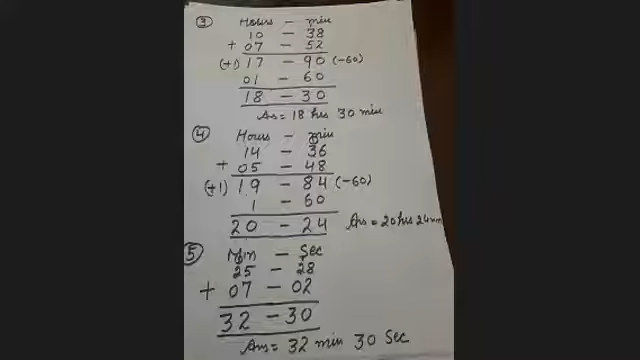 ③ Hours - min
10 - 38
+ 07 - 52
(+1) 17 - 90 (-60)
01 - 60
18 - 30
As = 18 hrs 30 min
④ Hours - min
14 - 36
+ 05 - 48
(+1) 19 - 84 (-60)
1 - 60
20 - 24 Ans = 20 hrs 24 min
⑤ Min - Sec
25 - 28
+ 07 - 02
32 - 30
Ans = 32 min 30 Sec